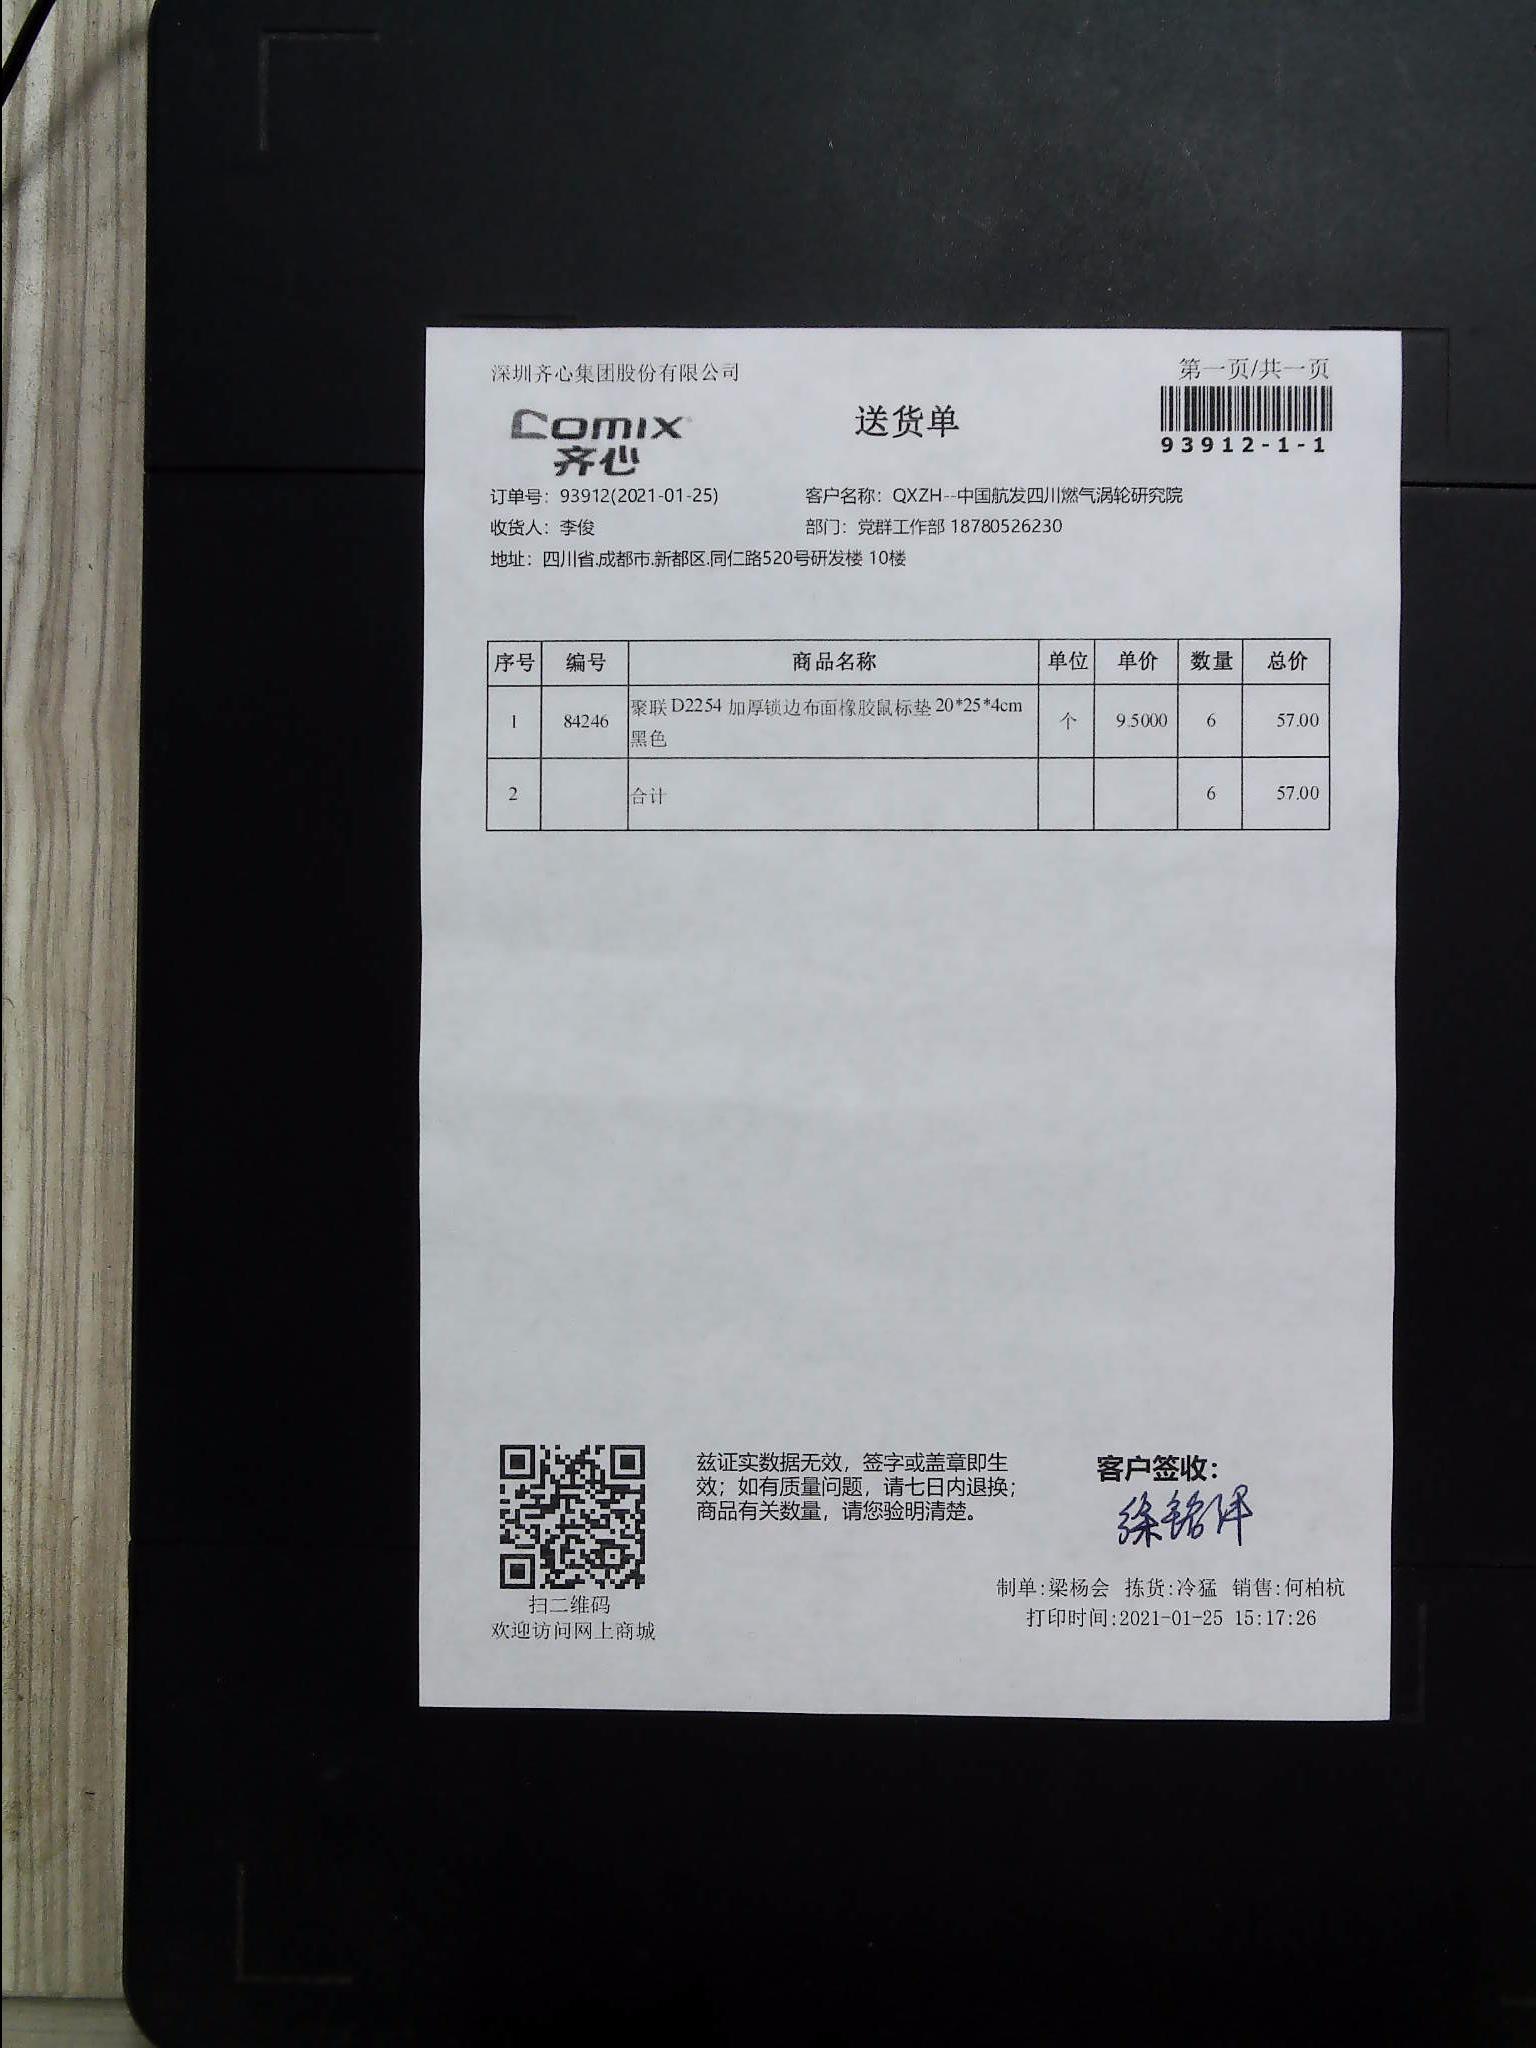 深圳齐心集团股份有限公司
第一页/共一页
comix
齐心
送货单
93912-1-1
订单号：93912(2021-01-25)
客户名称：QXZH--中国航发四川燃气涡轮研究院
收货人：李俊
部门：党群工作部 18780526230
地址：四川省.成都市.新都区.同仁路520号研发楼 10楼
序号 编号 商品名称 单位 单价 数量 总价
1 84246 聚联D2254 加厚锁边布面橡胶鼠标垫20*25*4cm 个 9.5000 6 57.00
黑色
2 合计 6 57.00
兹证实数据无效，签字或盖章即生
效；如有质量问题，请七日内退换；
商品有关数量，请您验明清楚。
客户签收：
扫二维码
欢迎访问网上商城
制单:梁杨会 拣货:冷猛 销售:何柏杭
打印时间:2021-01-25 15:17:26